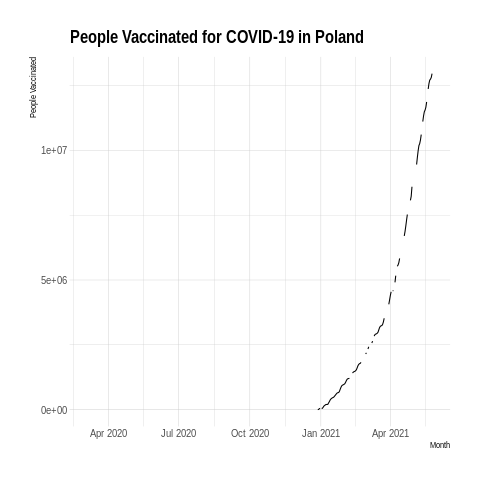 People Vaccinated for COVID-19 in Poland
People Vaccinated
1e+07
5e+06
0e+00
Apr 2020 Jul 2020 Oct 2020 Jan 2021 Apr 2021
Month